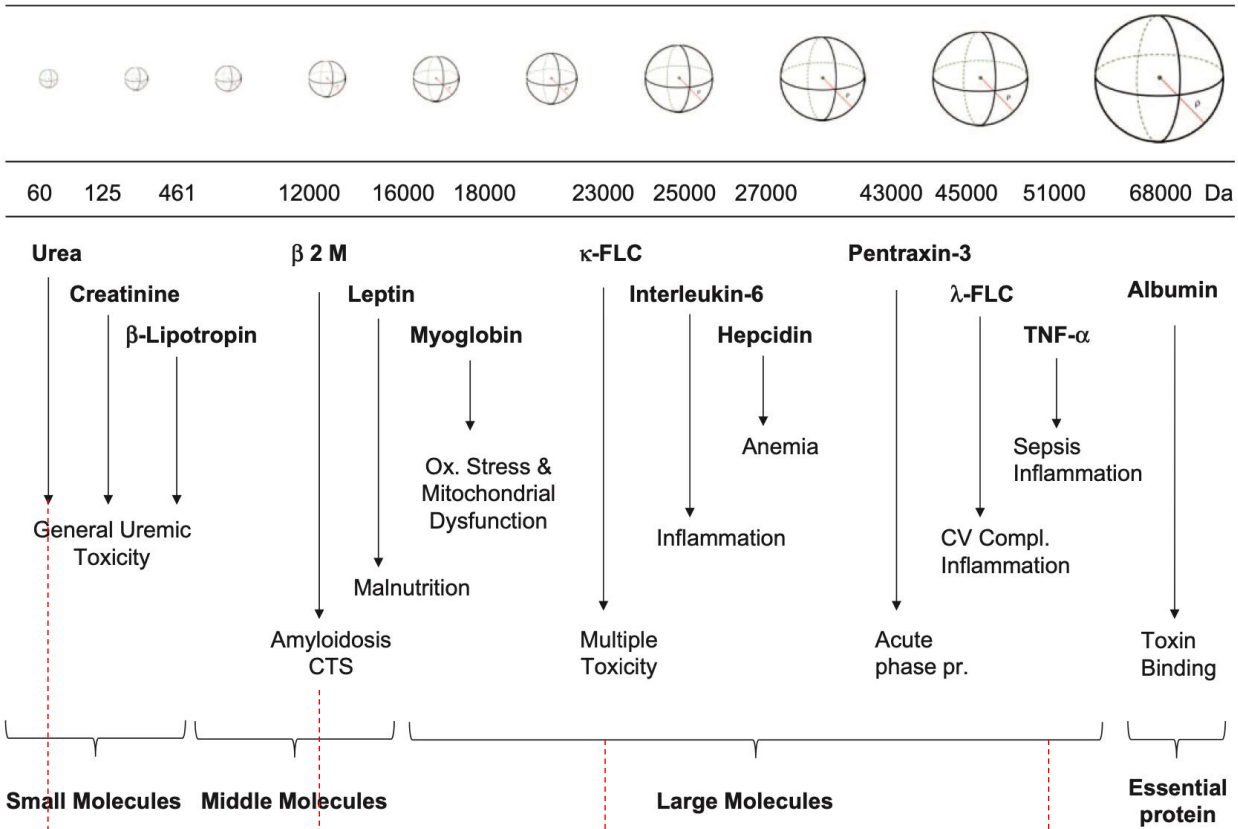 ρ ρ ρ ρ
60 125 461 12000 16000 18000 23000 25000 27000 43000 45000 51000 68000 Da
Urea β 2 M κ-FLC Pentraxin-3
Creatinine Leptin Interleukin-6 λ-FLC Albumin
β-Lipotropin Myoglobin Hepcidin TNF-α
Anemia Sepsis
Inflammation
Ox. Stress &
Mitochondrial
Dysfunction
General Uremic
Toxicity
Inflammation
CV Compl.
Inflammation
Malnutrition
Amyloidosis
CTS
Multiple
Toxicity
Acute
phase pr.
Toxin
Binding
Small Molecules Middle Molecules Large Molecules
Essential
protein